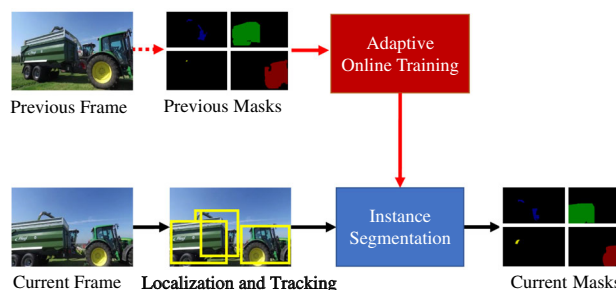 Adaptive
Online Training
Previous Frame
Previous Masks
Instance
Segmentation
Current Frame
Localization and Tracking
Current Masks